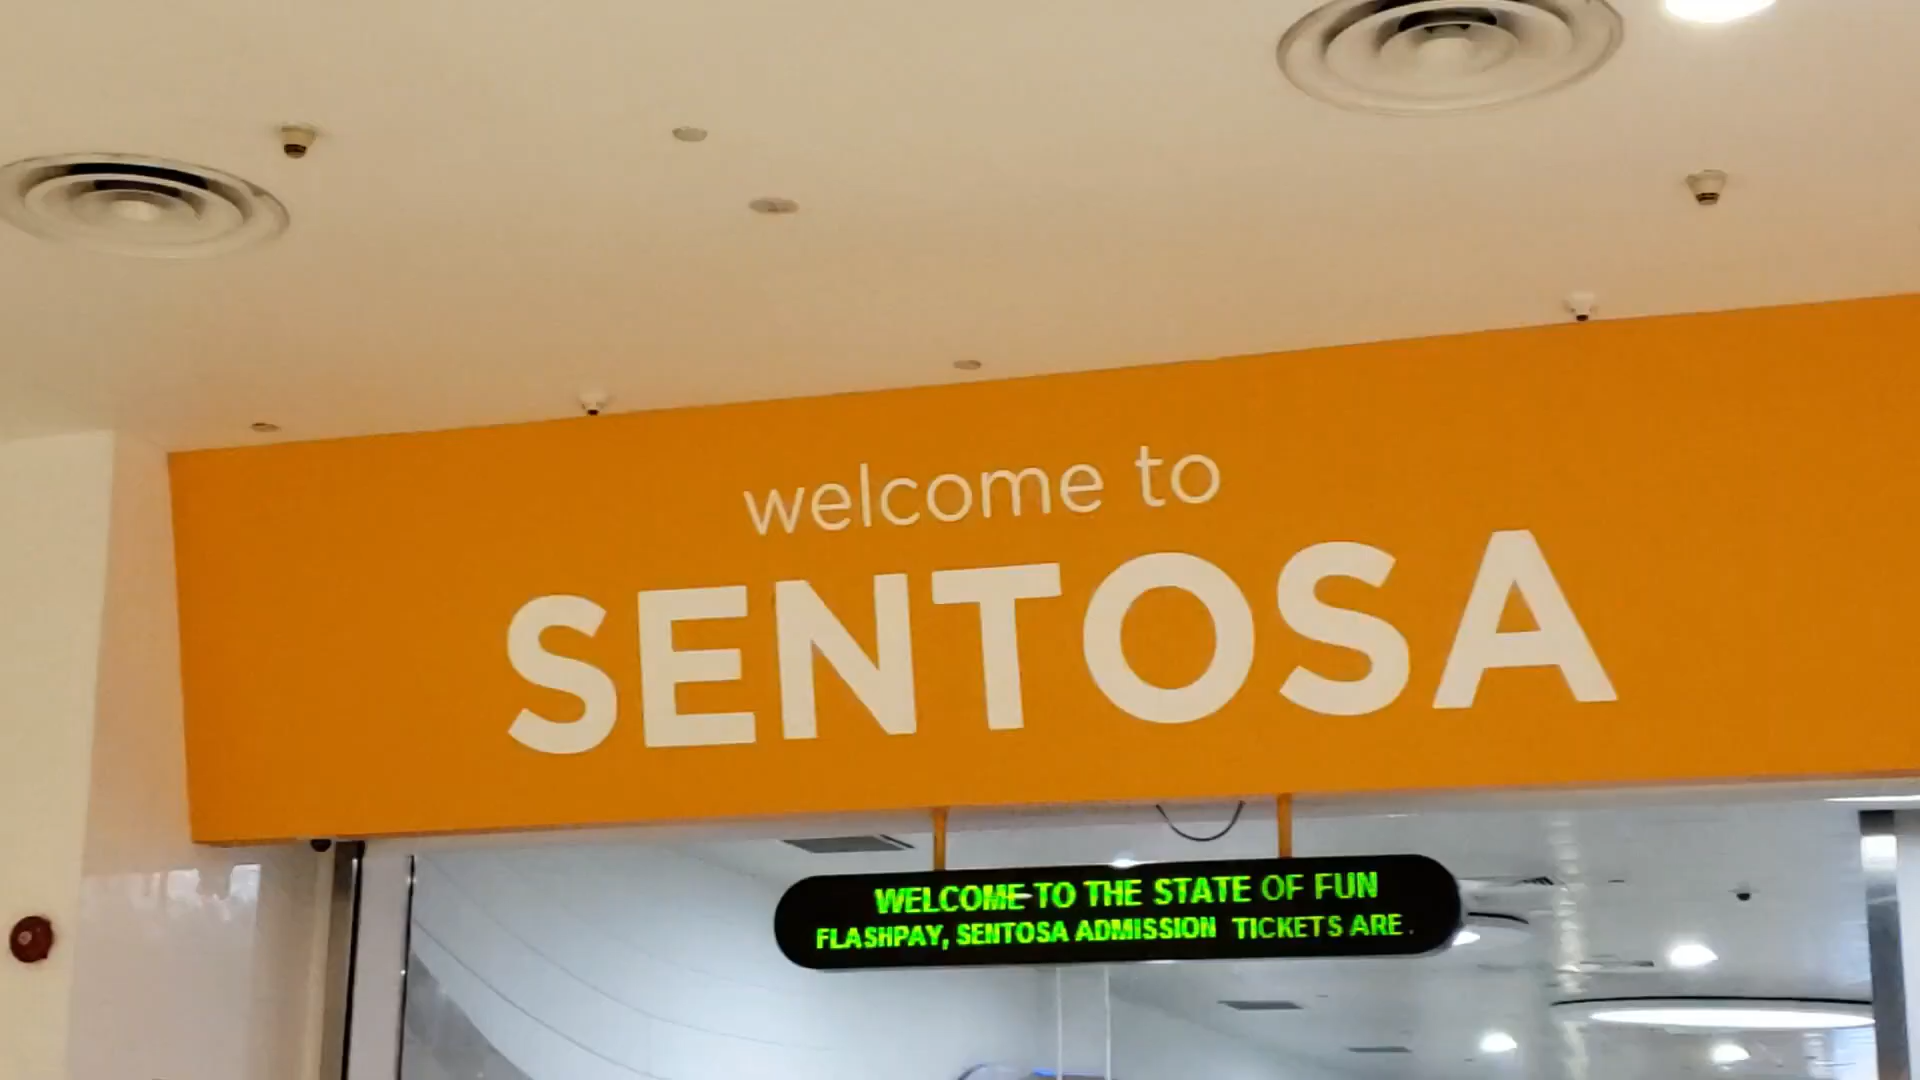 welcome to
SENTOSA
WELCOME TO THE STATE OF FUN
FLASHPAY, SENTOSA ADMISSION TICKETS ARE